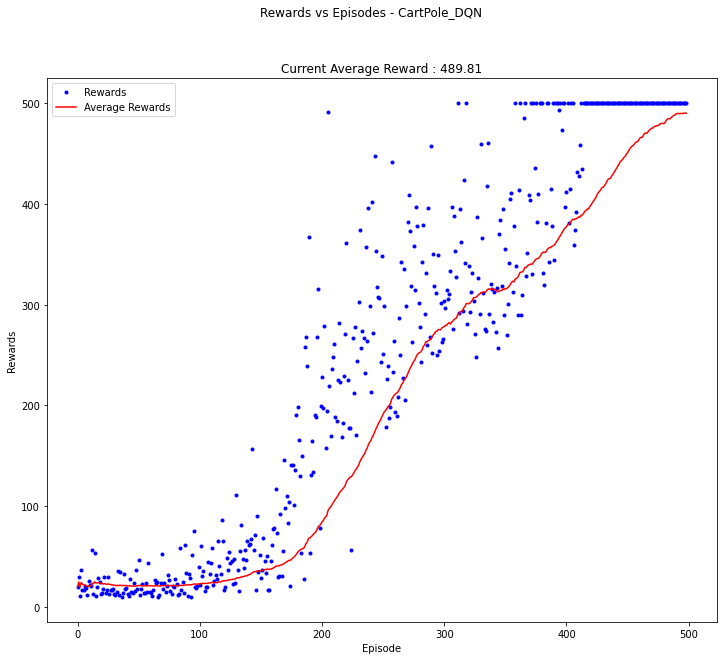 Rewards vs Episodes - CartPole_DQN
Current Average Reward : 489.81
Rewards
Average Rewards
500
400
300
200
100
0
Rewards
0 100 200 300 400 500
Episode